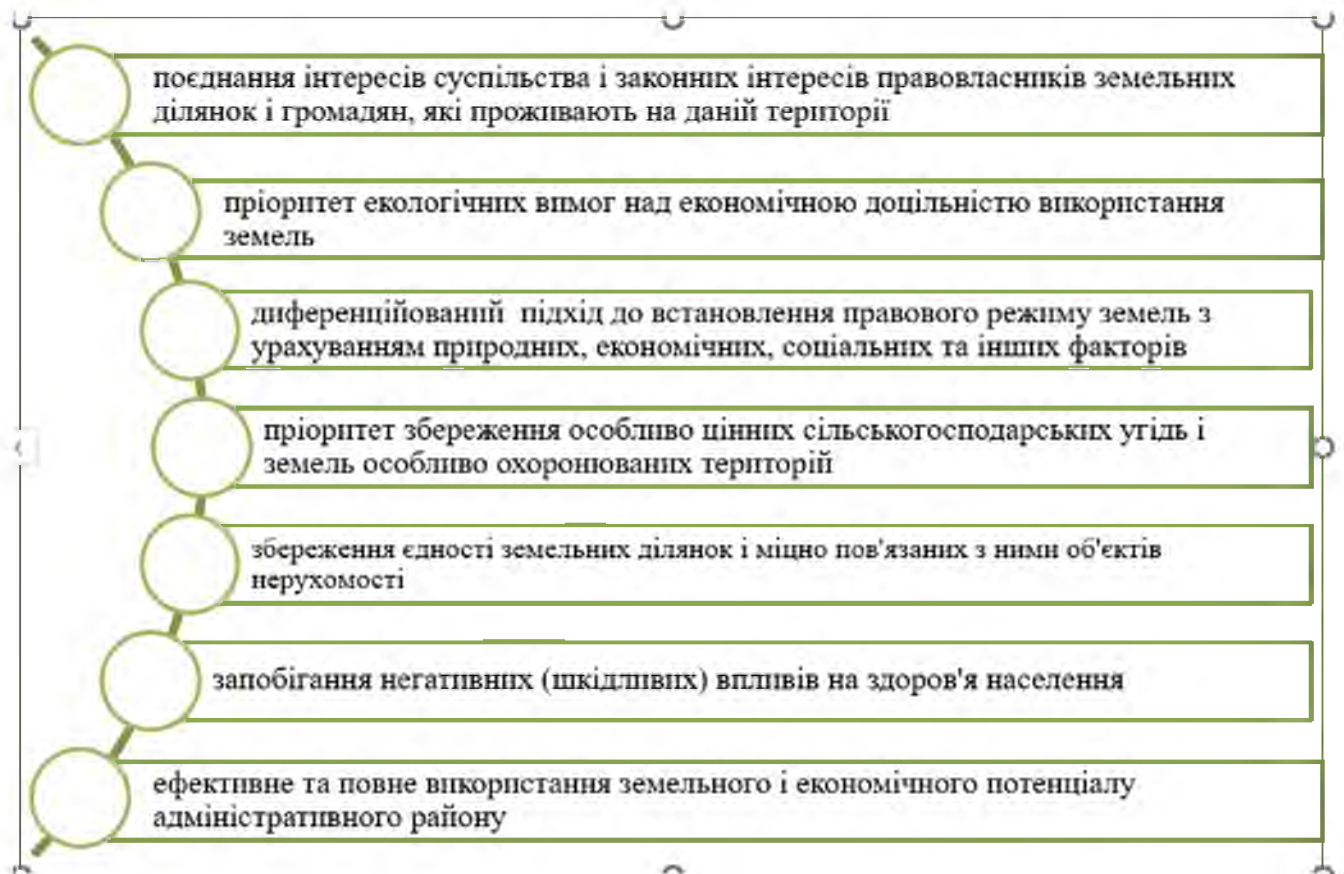 поєднання інтересів суспільства і законних інтересів правовласників земельних
ділянок і громадян, які проживають на даній території
пріоритет екологічних вимог над економічною доцільністю використання
земель
диференційований підхід до встановлення правового режиму земель з
урахуванням природних, економічних, соціальних та інших факторів
пріоритет збереження особливо цінних сільськогосподарських угідь і
земель особливо охоронюваних територій
збереження єдності земельних ділянок і міцно пов'язаних з ними об'єктів
нерухомості
запобігання негативних (шкідливих) впливів на здоров'я населення
ефективне та повне використання земельного і економічного потенціалу
адміністративного району